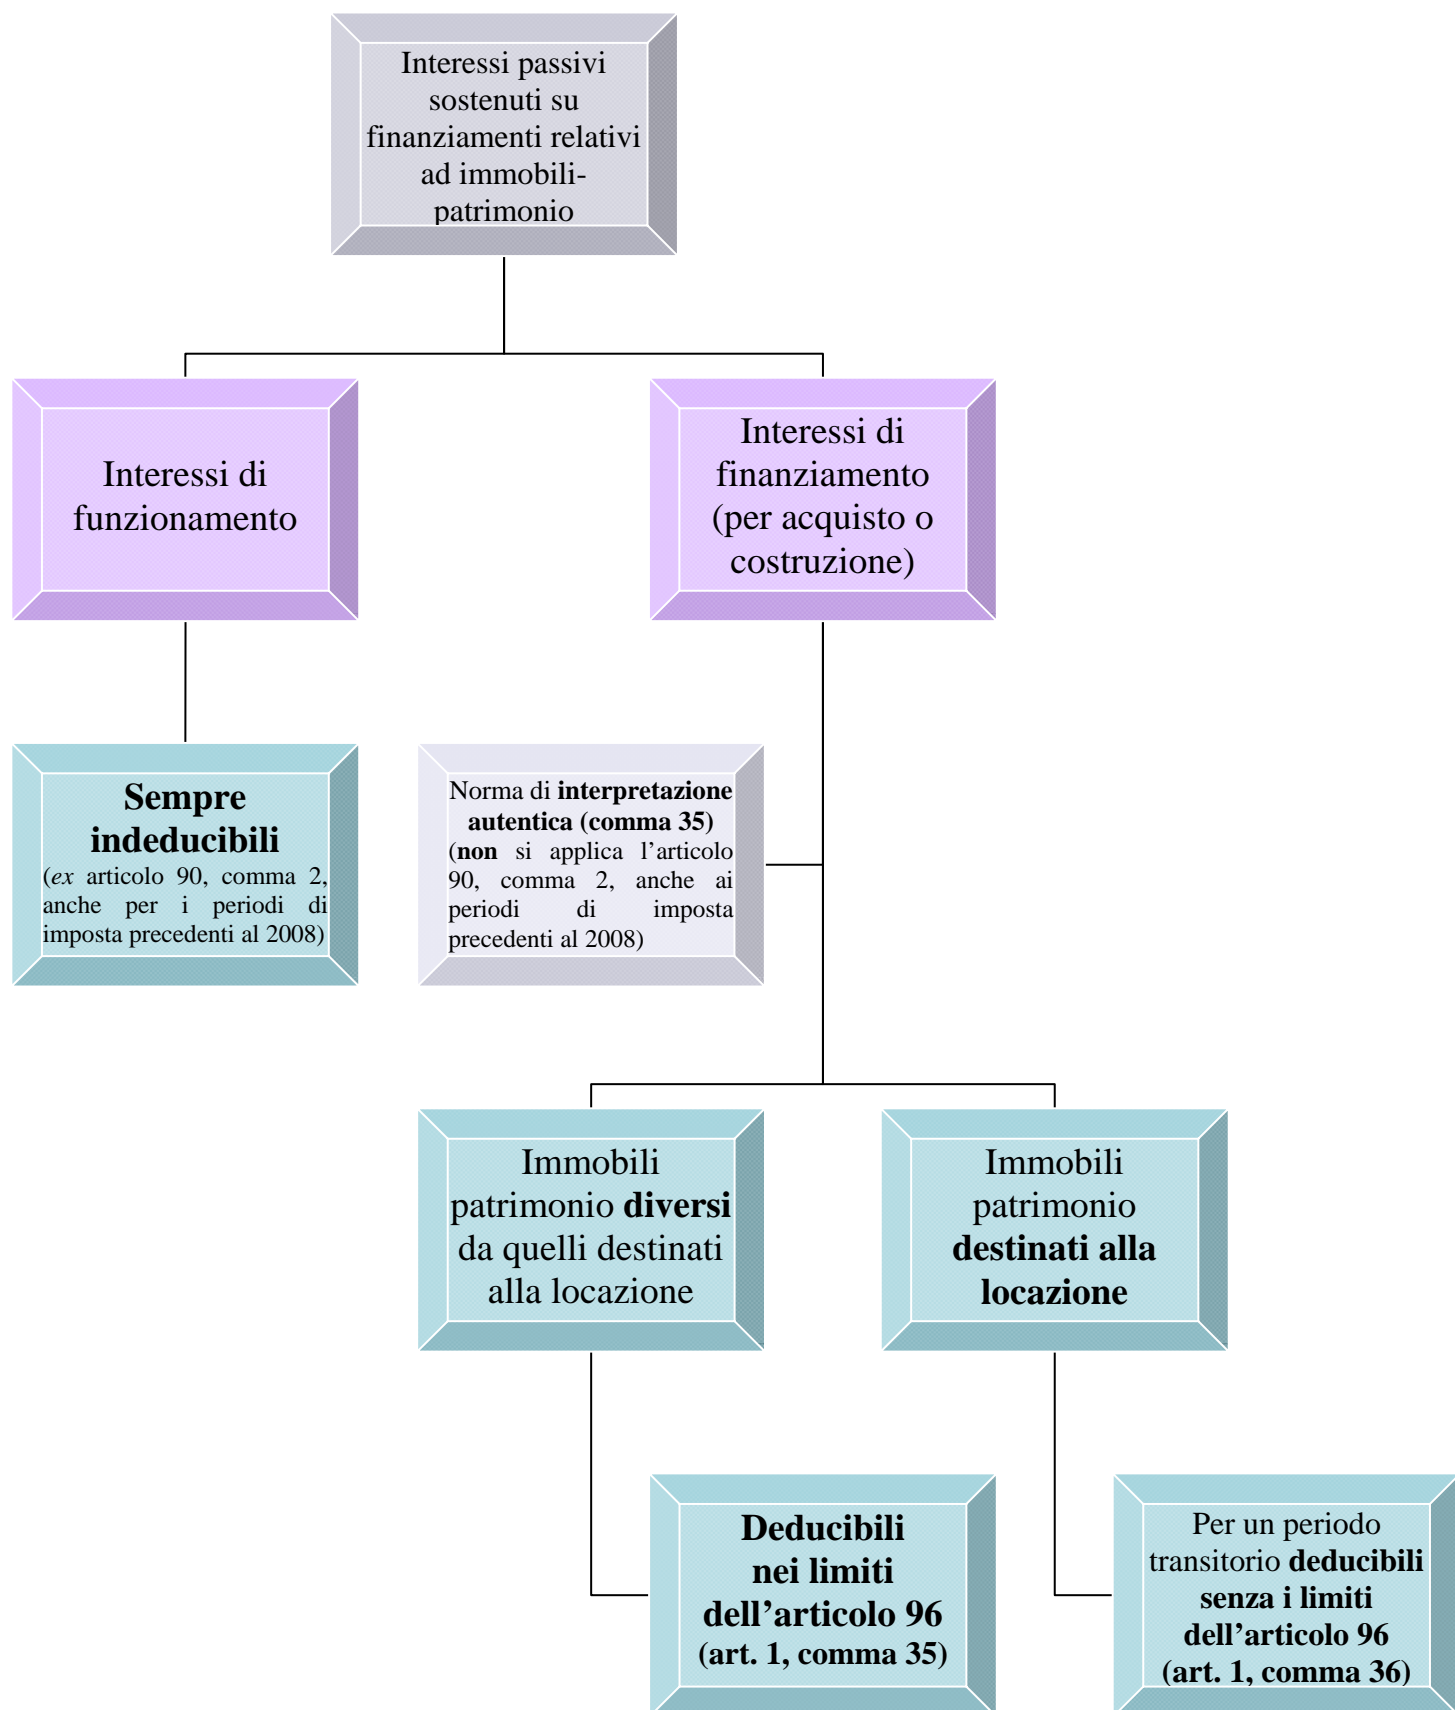 Interessi passivi
sostenuti su
finanziamenti relativi
ad immobili-
patrimonio
Interessi di
funzionamento
Interessi di
finanziamento
(per acquisto o
costruzione)
Sempre
indeducibili
(ex articolo 90, comma 2,
anche per i periodi di
imposta precedenti al 2008)
Norma di interpretazione
autentica (comma 35)
(non si applica l’articolo
90, comma 2, anche ai
periodi di imposta
precedenti al 2008)
Immobili
patrimonio diversi
da quelli destinati
alla locazione
Immobili
patrimonio
destinati alla
locazione
Deducibili
nei limiti
dell’articolo 96
(art. 1, comma 35)
Per un periodo
transitorio deducibili
senza i limiti
dell’articolo 96
(art. 1, comma 36)